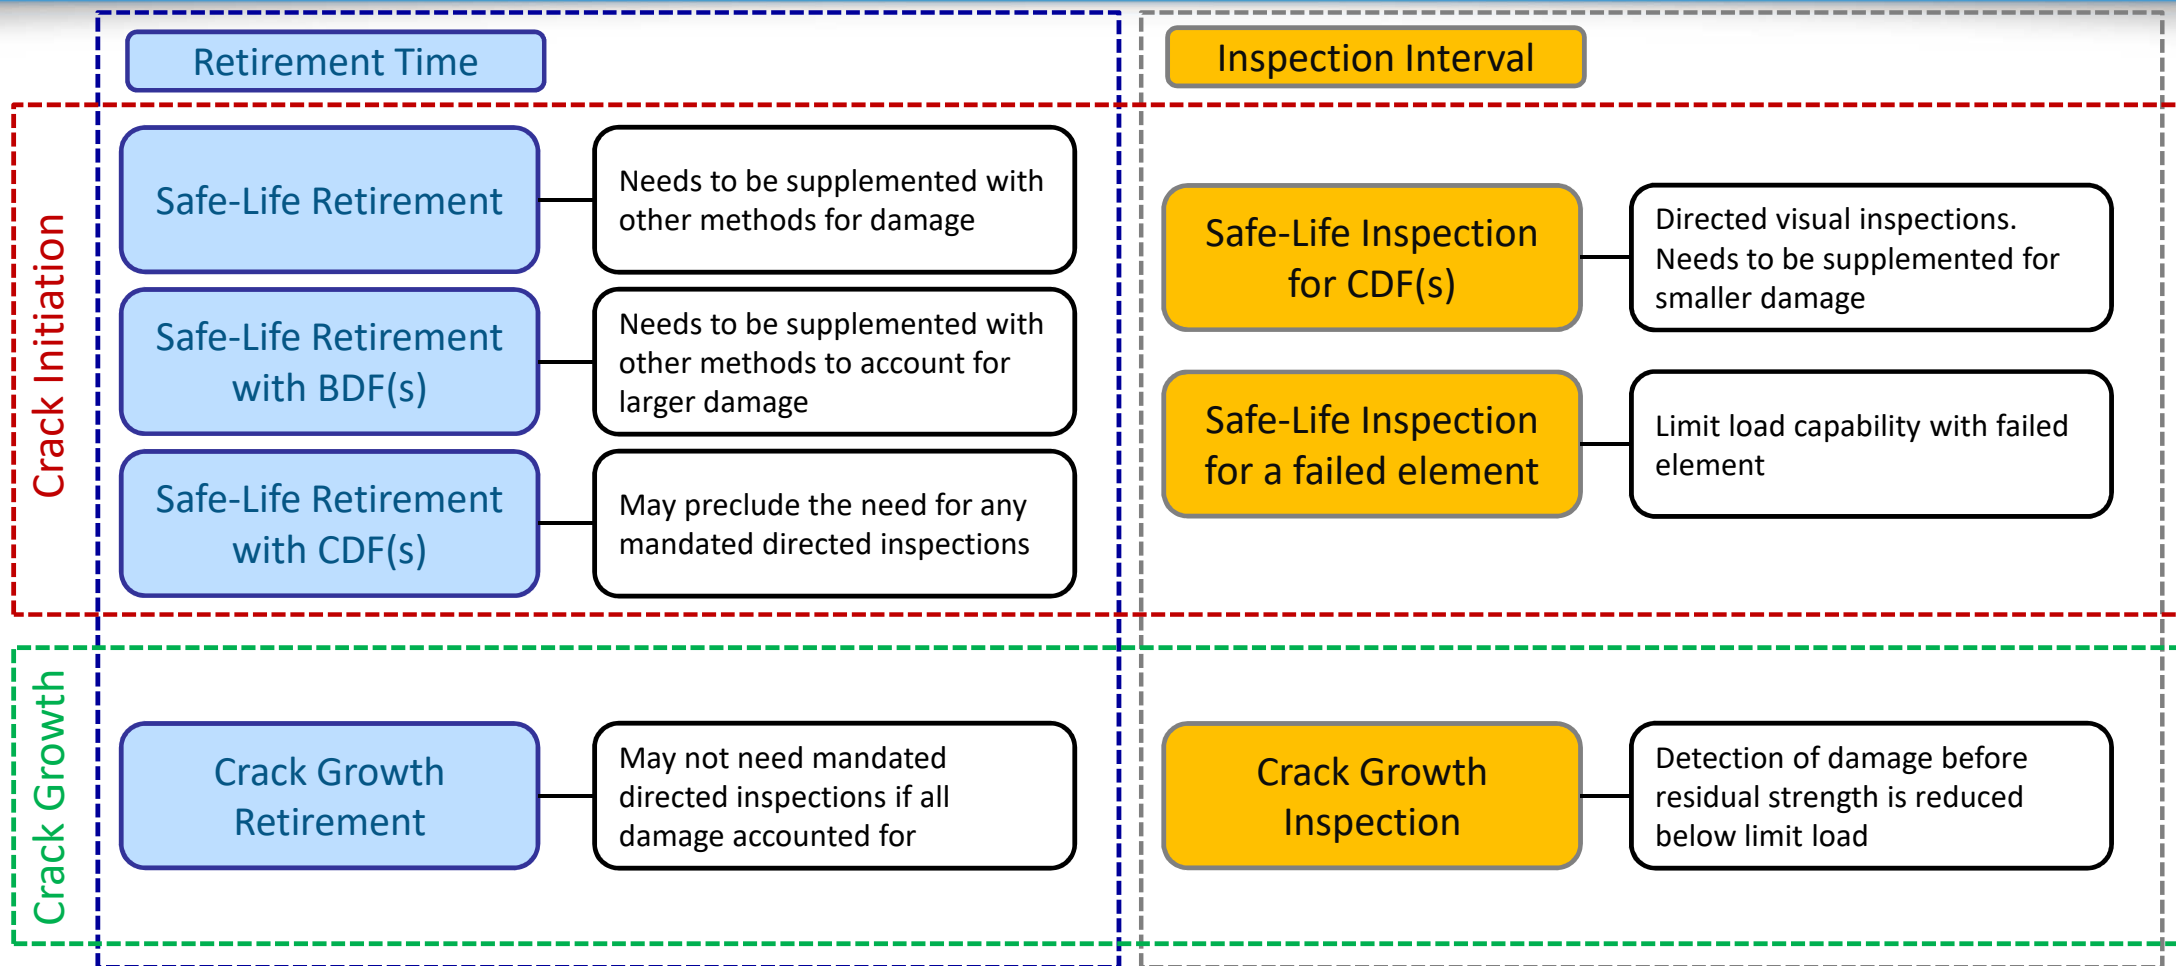 Retirement Time
Inspection Interval
Crack Initiation
Safe-Life Retirement
Needs to be supplemented with
other methods for damage
Safe-Life Retirement
with BDF(s)
Needs to be supplemented with
other methods to account for
larger damage
Safe-Life Retirement
with CDF(s)
May preclude the need for any
mandated directed inspections
Safe-Life Inspection
for CDF(s)
Directed visual inspections.
Needs to be supplemented for
smaller damage
Safe-Life Inspection
for a failed element
Limit load capability with failed
element
Crack Growth
Crack Growth
Retirement
May not need mandated
directed inspections if all
damage accounted for
Crack Growth
Inspection
Detection of damage before
residual strength is reduced
below limit load